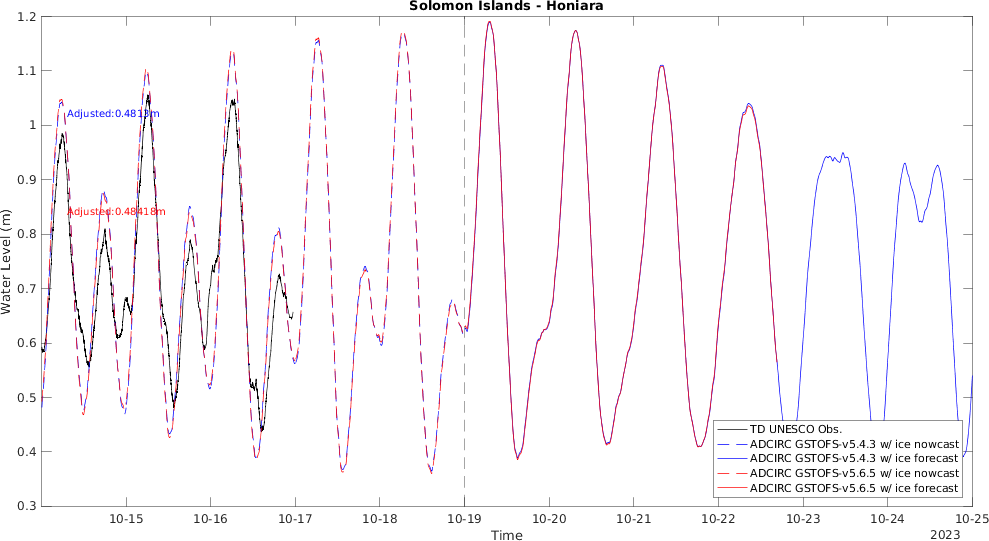 Solomon Islands - Honiara
1.2
1.1
1
0.9
0.8
0.7
0.6
0.5
0.4
0.3
Water Level (m)
Adjusted:0.4813m
Adjusted:0.48418m
TD UNESCO Obs.
ADCIRC GSTOFS-v5.4.3 w/ ice nowcast
ADCIRC GSTOFS-v5.4.3 w/ ice forecast
ADCIRC GSTOFS-v5.6.5 w/ ice nowcast
ADCIRC GSTOFS-v5.6.5 w/ ice forecast
10-15 10-16 10-17 10-18 10-19 10-20 10-21 10-22 10-23 10-24 10-25
Time
2023